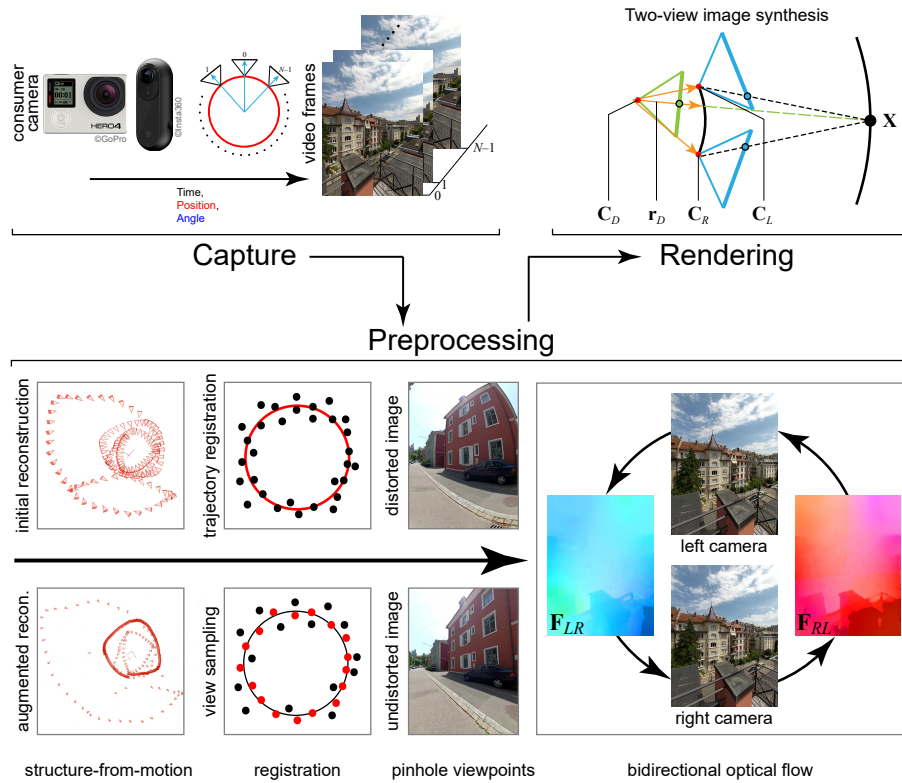 consumer
camera
HERO4
©GoPro
©Insta360
1
0
N–1
video frames
0
1
N–1
Time,
Position,
Angle
Two-view image synthesis
X
C_D
r_D
C_R
C_L
Capture
Rendering
Preprocessing
initial reconstruction
trajectory registration
distorted image
left camera
F_LR
F_RL
augmented recon.
view sampling
undistorted image
right camera
structure-from-motion
registration
pinhole viewpoints
bidirectional optical flow